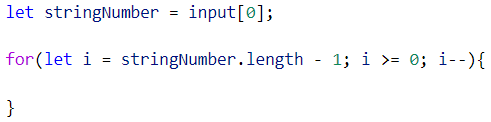 let stringNumber = input[0];
for(let i = stringNumber.length - 1; i >= 0; i--){
}